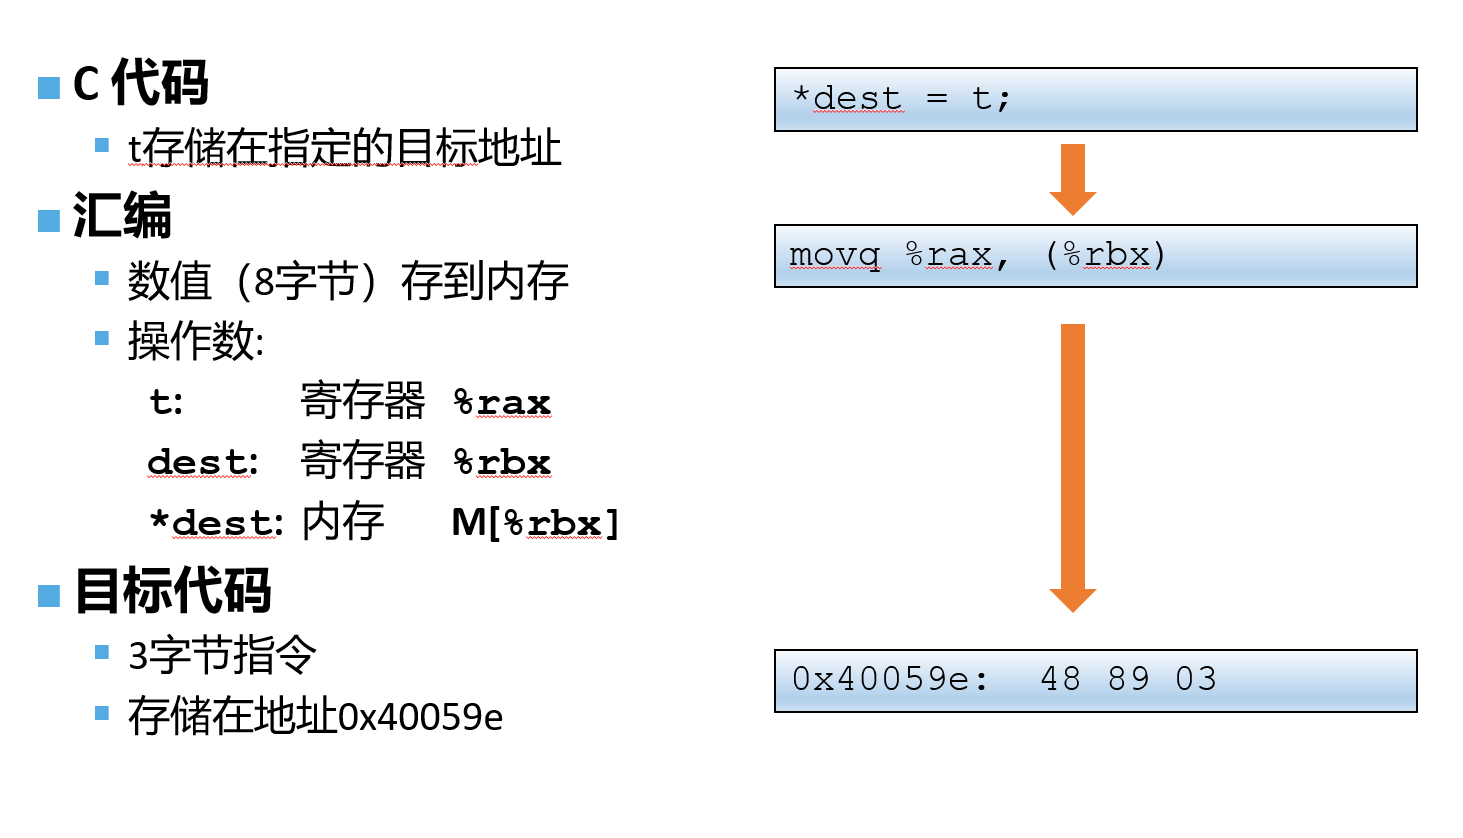 C 代码
t存储在指定的目标地址
汇编
数值（8字节）存到内存
操作数:
t: 寄存器 %rax
dest: 寄存器 %rbx
*dest: 内存 M[%rbx]
目标代码
3字节指令
存储在地址0x40059e
*dest = t;
movq %rax, (%rbx)
0x40059e: 48 89 03